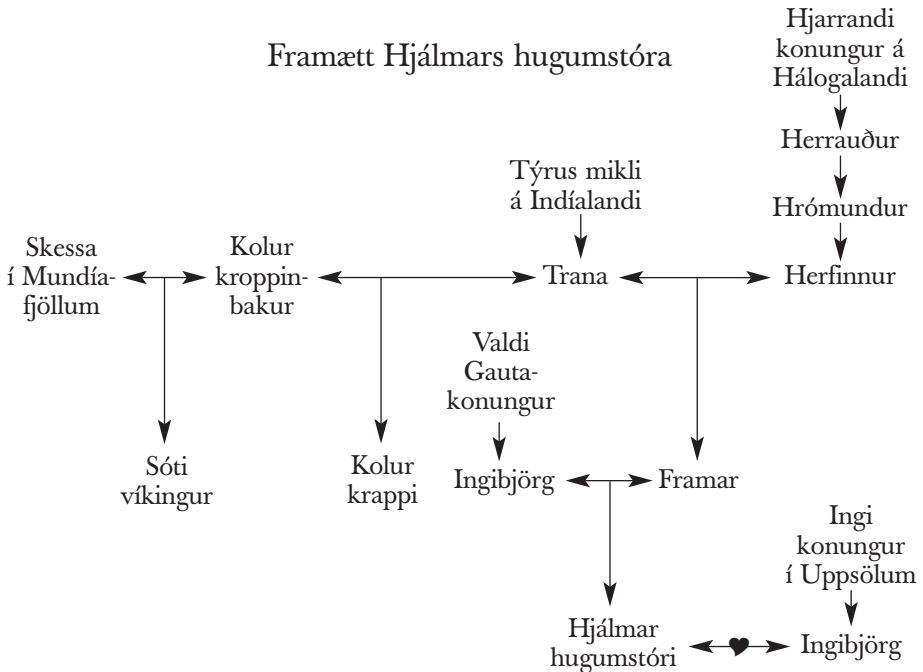 Framætt Hjálmars hugumstóra
Hjarrandi
konungur á
Hálogalandi
Herrauður
Týrus mikli
á Indíalandi
Hrómundur
Skessa
í Mundía-
fjöllum
Kolur
kroppin-
bakur
Trana
Herfinnur
Valdi
Gauta-
konungur
Sóti
víkingur
Kolur
krappi
Ingibjörg
Framar
Ingi
konungur
í Uppsölum
Hjálmar
hugumstóri
Ingibjörg